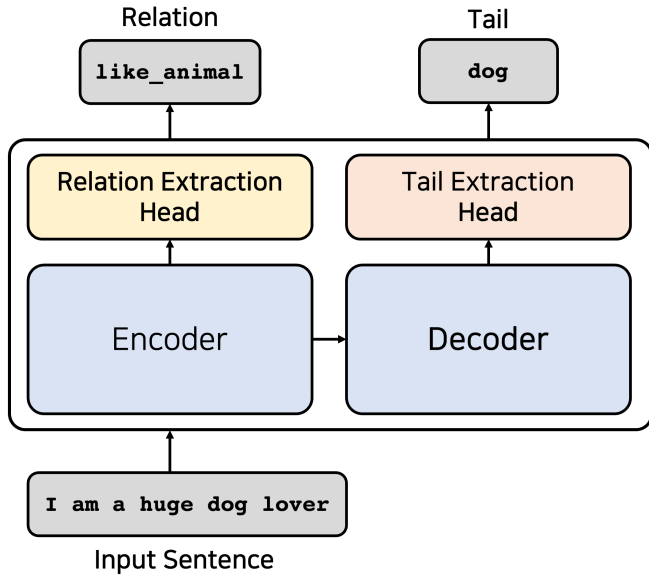 Relation
Tail
like_animal
dog
Relation Extraction
Head
Tail Extraction
Head
Encoder
Decoder
I am a huge dog lover
Input Sentence